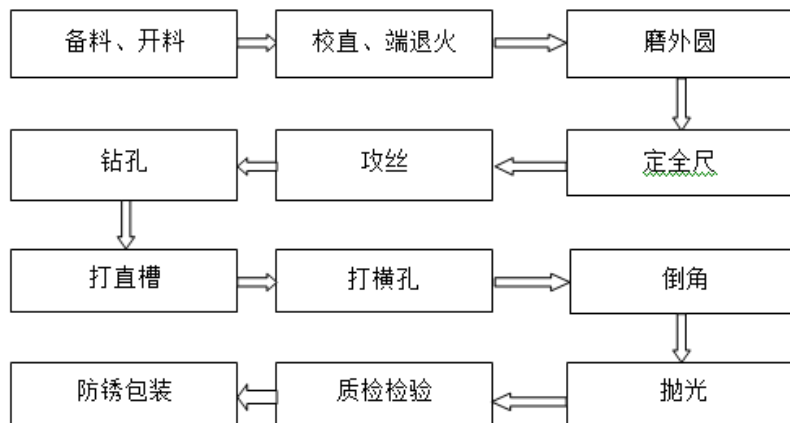 备料、开料
校直、端退火
磨外圆
钻孔
攻丝
定全尺
打直槽
打横孔
倒角
防锈包装
质检检验
抛光